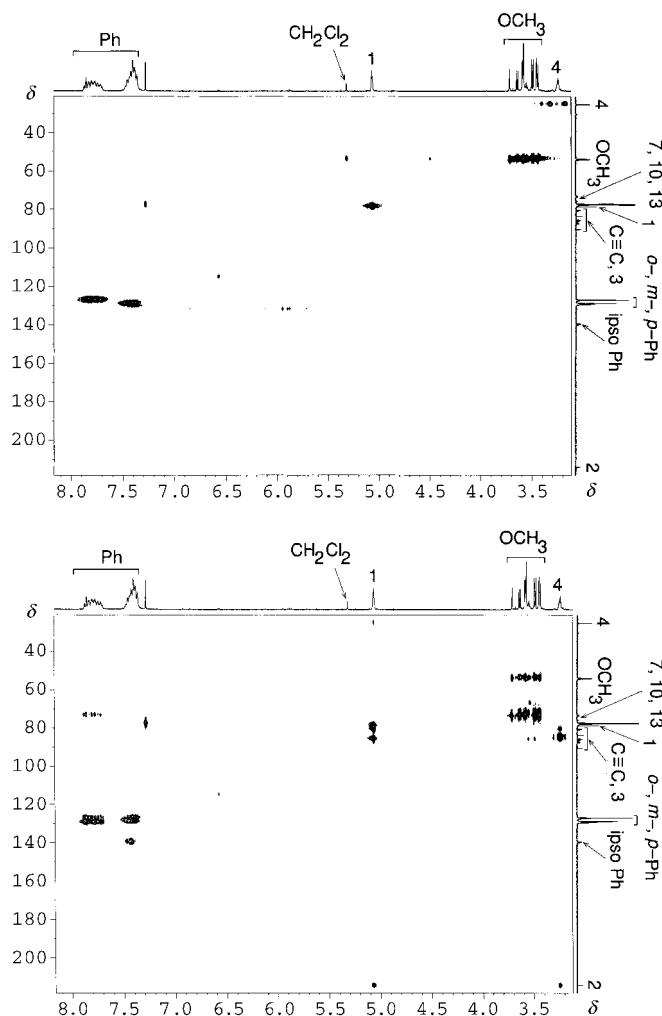 Ph
CH2Cl2
1
OCH3
4
δ
40
60
80
100
120
140
160
180
200
8.0 7.5 7.0 6.5 6.0 5.5 5.0 4.5 4.0 3.5 δ
4
OCH3
7, 10, 13
1
C≡C, 3
o–, m–, p–Ph
ipso Ph
2
Ph
CH2Cl2
1
OCH3
4
δ
40
60
80
100
120
140
160
180
200
8.0 7.5 7.0 6.5 6.0 5.5 5.0 4.5 4.0 3.5 δ
4
OCH3
7, 10, 13
1
C≡C, 3
o–, m–, p–Ph
ipso Ph
2